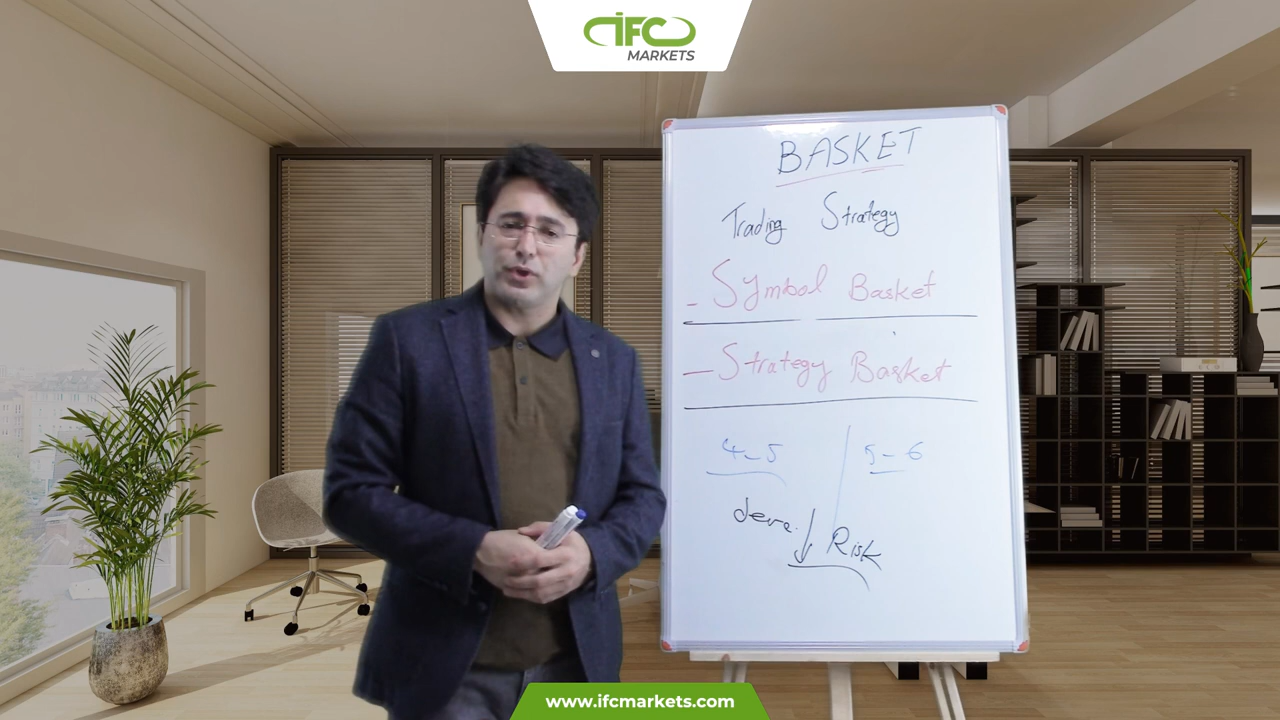 IFC
MARKETS
BASKET
Trading Strategy
- Symbol Basket
- Strategy Basket
4-5 5-6
Risk
www.ifcmarkets.com